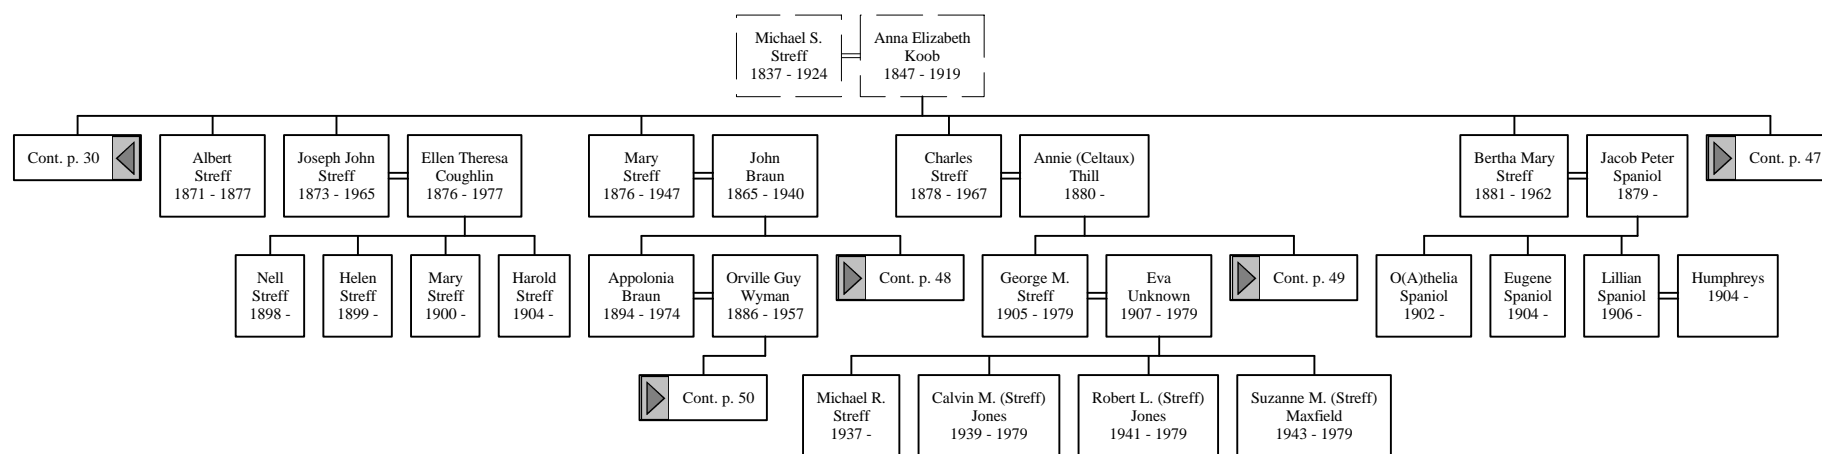 Michael S.
Streff
1837 - 1924
Anna Elizabeth
Koob
1847 - 1919
Cont. p. 30
Albert
Streff
1871 - 1877
Joseph John
Streff
1873 - 1965
Ellen Theresa
Coughlin
1876 - 1977
Mary
Streff
1876 - 1947
John
Braun
1865 - 1940
Charles
Streff
1878 - 1967
Annie (Celtaux)
Thill
1880 -
Bertha Mary
Streff
1881 - 1962
Jacob Peter
Spaniol
1879 -
Cont. p. 47
Nell
Streff
1898 -
Helen
Streff
1899 -
Mary
Streff
1900 -
Harold
Streff
1904 -
Appolonia
Braun
1894 - 1974
Orville Guy
Wyman
1886 - 1957
Cont. p. 48
George M.
Streff
1905 - 1979
Eva
Unknown
1907 - 1979
Cont. p. 49
O(A)thelia
Spaniol
1902 -
Eugene
Spaniol
1904 -
Lillian
Spaniol
1906 -
Humphreys
1904 -
Cont. p. 50
Michael R.
Streff
1937 -
Calvin M. (Streff)
Jones
1939 - 1979
Robert L. (Streff)
Jones
1941 - 1979
Suzanne M. (Streff)
Maxfield
1943 - 1979